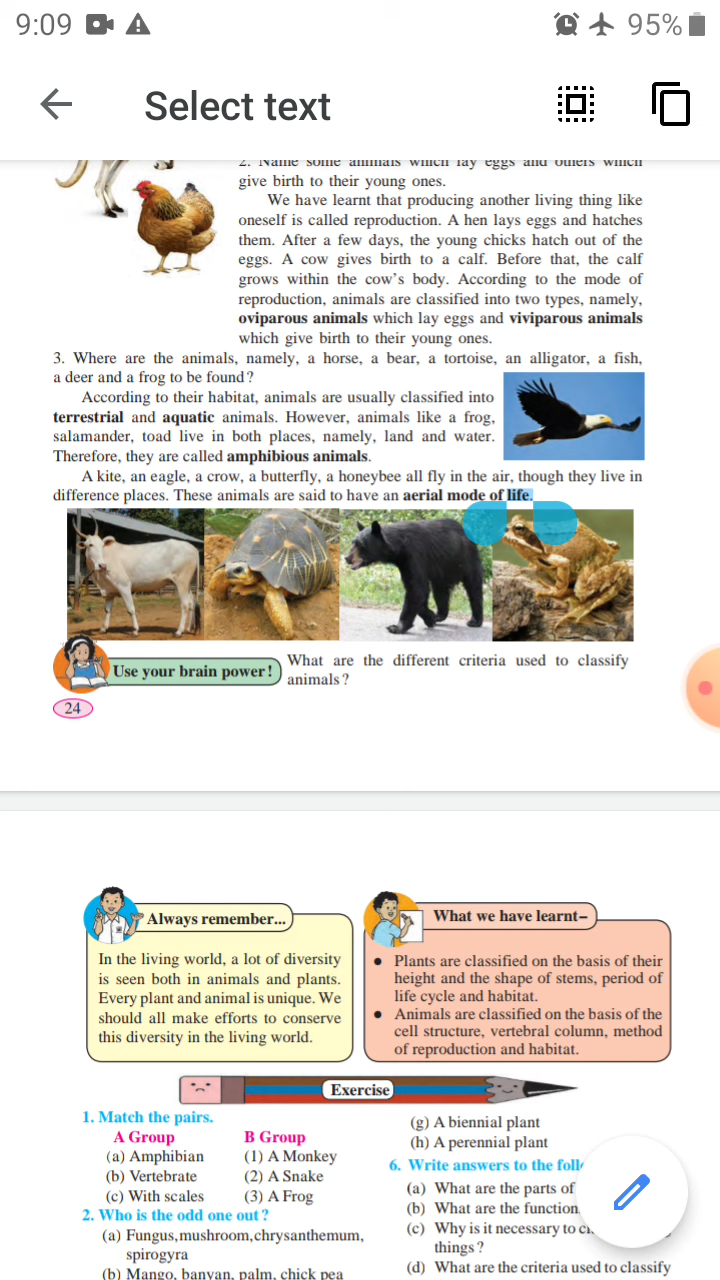 9:09
95%
Select text
2. Name some animals which lay eggs and others which
give birth to their young ones.
We have learnt that producing another living thing like
oneself is called reproduction. A hen lays eggs and hatches
them. After a few days, the young chicks hatch out of the
eggs. A cow gives birth to a calf. Before that, the calf
grows within the cow's body. According to the mode of
reproduction, animals are classified into two types, namely,
oviparous animals which lay eggs and viviparous animals
which give birth to their young ones.
3. Where are the animals, namely, a horse, a bear, a tortoise, an alligator, a fish,
a deer and a frog to be found?
According to their habitat, animals are usually classified into
terrestrial and aquatic animals. However, animals like a frog,
salamander, toad live in both places, namely, land and water.
Therefore, they are called amphibious animals.
A kite, an eagle, a crow, a butterfly, a honeybee all fly in the air, though they live in
difference places. These animals are said to have an aerial mode of life.
Use your brain power!
What are the different criteria used to classify
animals?
24
Always remember...
In the living world, a lot of diversity
is seen both in animals and plants.
Every plant and animal is unique. We
should all make efforts to conserve
this diversity in the living world.
What we have learnt-
• Plants are classified on the basis of their
height and the shape of stems, period of
life cycle and habitat.
• Animals are classified on the basis of the
cell structure, vertebral column, method
of reproduction and habitat.
Exercise
1. Match the pairs.
A Group B Group
(a) Amphibian (1) A Monkey
(b) Vertebrate (2) A Snake
(c) With scales (3) A Frog
2. Who is the odd one out?
(a) Fungus, mushroom, chrysanthemum,
spirogyra
(b) Mango, banyan, palm, chick pea
(g) A biennial plant
(h) A perennial plant
6. Write answers to the
(a) What are the parts of
(b) What are the function
(c) Why is it necessary to
things?
(d) What are the criteria used to classify